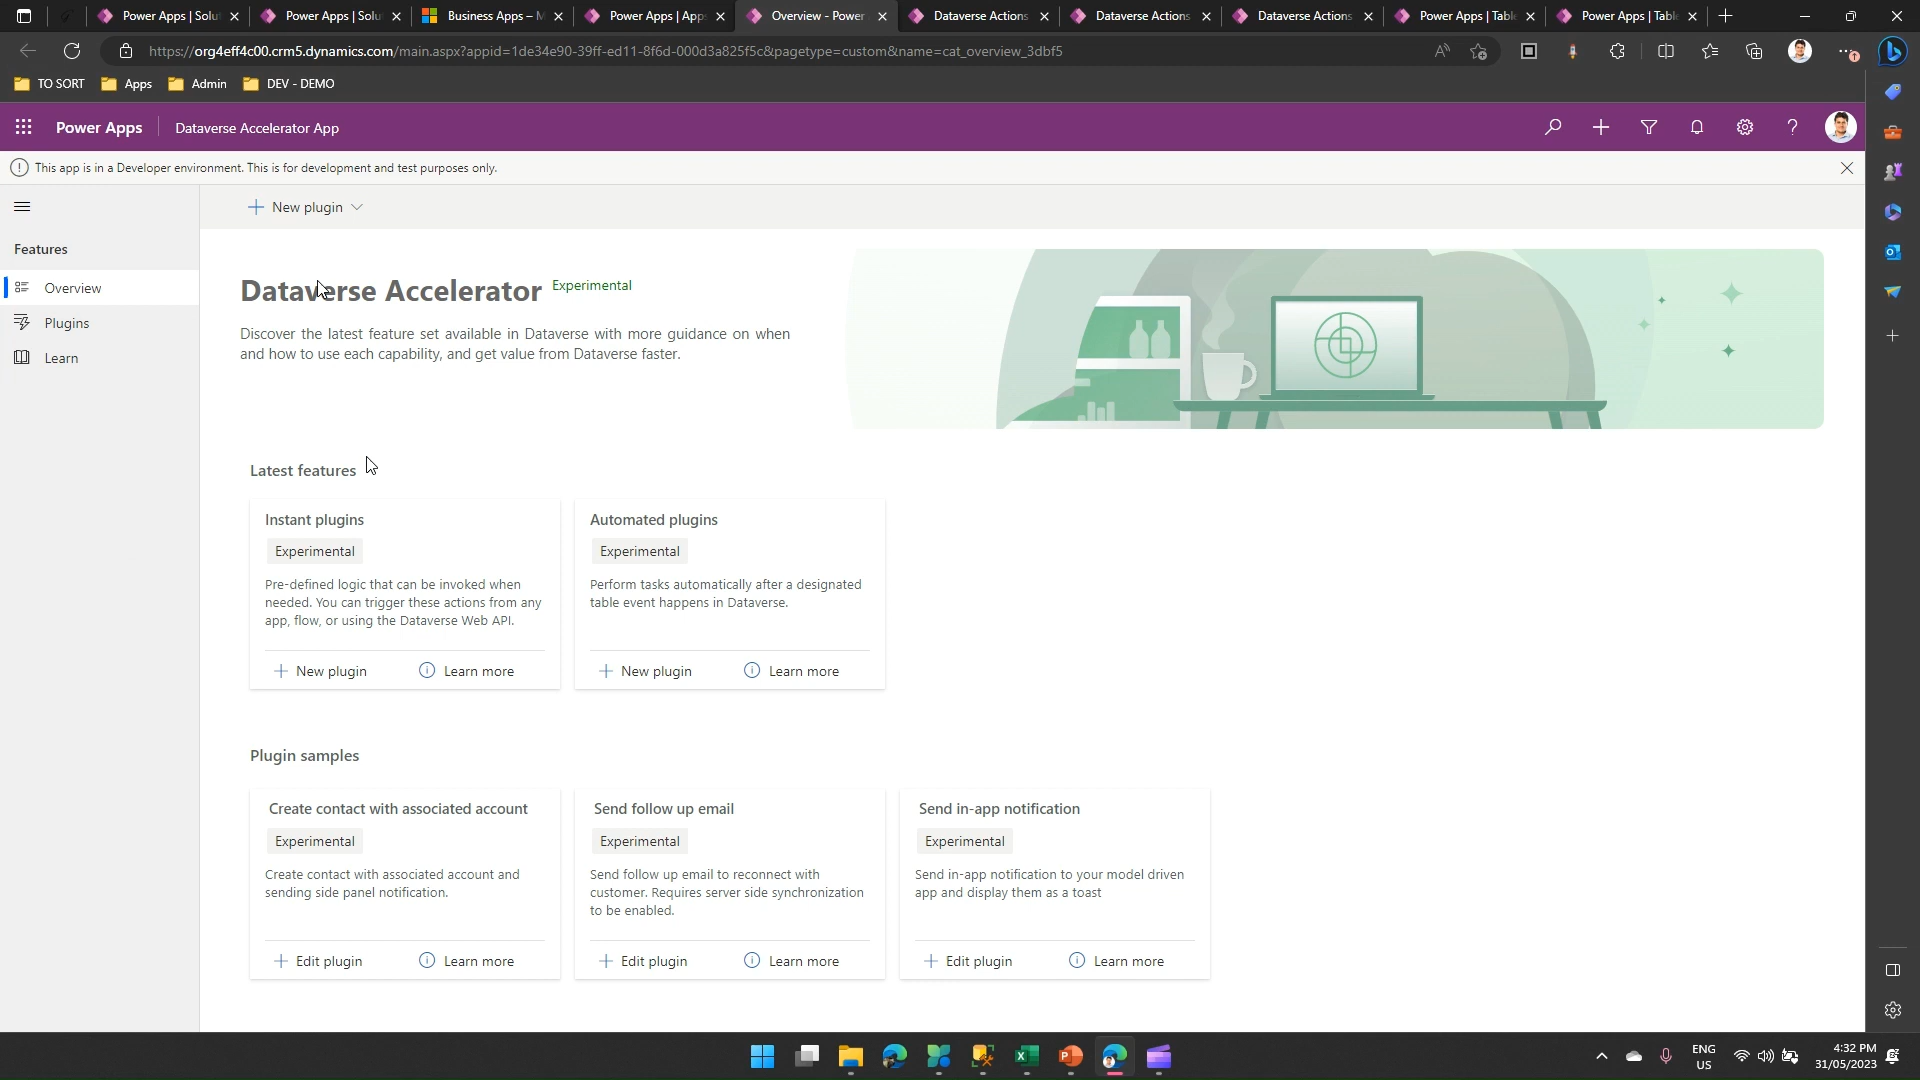 Power Apps | Solu
Power Apps | Solu
Business Apps – M
Power Apps | App
Overview - Power
Dataverse Actions
Dataverse Actions
Dataverse Actions
Power Apps | Tabl
Power Apps | Tabl
https://org4eff4c00.crm5.dynamics.com/main.aspx?appid=1de34e90-39ff-ed11-8f6d-000d3a825f5c&pagetype=custom&name=cat_overview_3dbf5
TO SORT
Apps
Admin
DEV - DEMO
Power Apps
Dataverse Accelerator App
This app is in a Developer environment. This is for development and test purposes only.
New plugin
Features
Overview
Plugins
Learn
Dataverse Accelerator Experimental
Discover the latest feature set available in Dataverse with more guidance on when
and how to use each capability, and get value from Dataverse faster.
Latest features
Instant plugins
Experimental
Pre-defined logic that can be invoked when
needed. You can trigger these actions from any
app, flow, or using the Dataverse Web API.
New plugin
Learn more
Automated plugins
Experimental
Perform tasks automatically after a designated
table event happens in Dataverse.
New plugin
Learn more
Plugin samples
Create contact with associated account
Experimental
Create contact with associated account and
sending side panel notification.
Edit plugin
Learn more
Send follow up email
Experimental
Send follow up email to reconnect with
customer. Requires server side synchronization
to be enabled.
Edit plugin
Learn more
Send in-app notification
Experimental
Send in-app notification to your model driven
app and display them as a toast
Edit plugin
Learn more
ENG
US
4:32 PM
31/05/2023